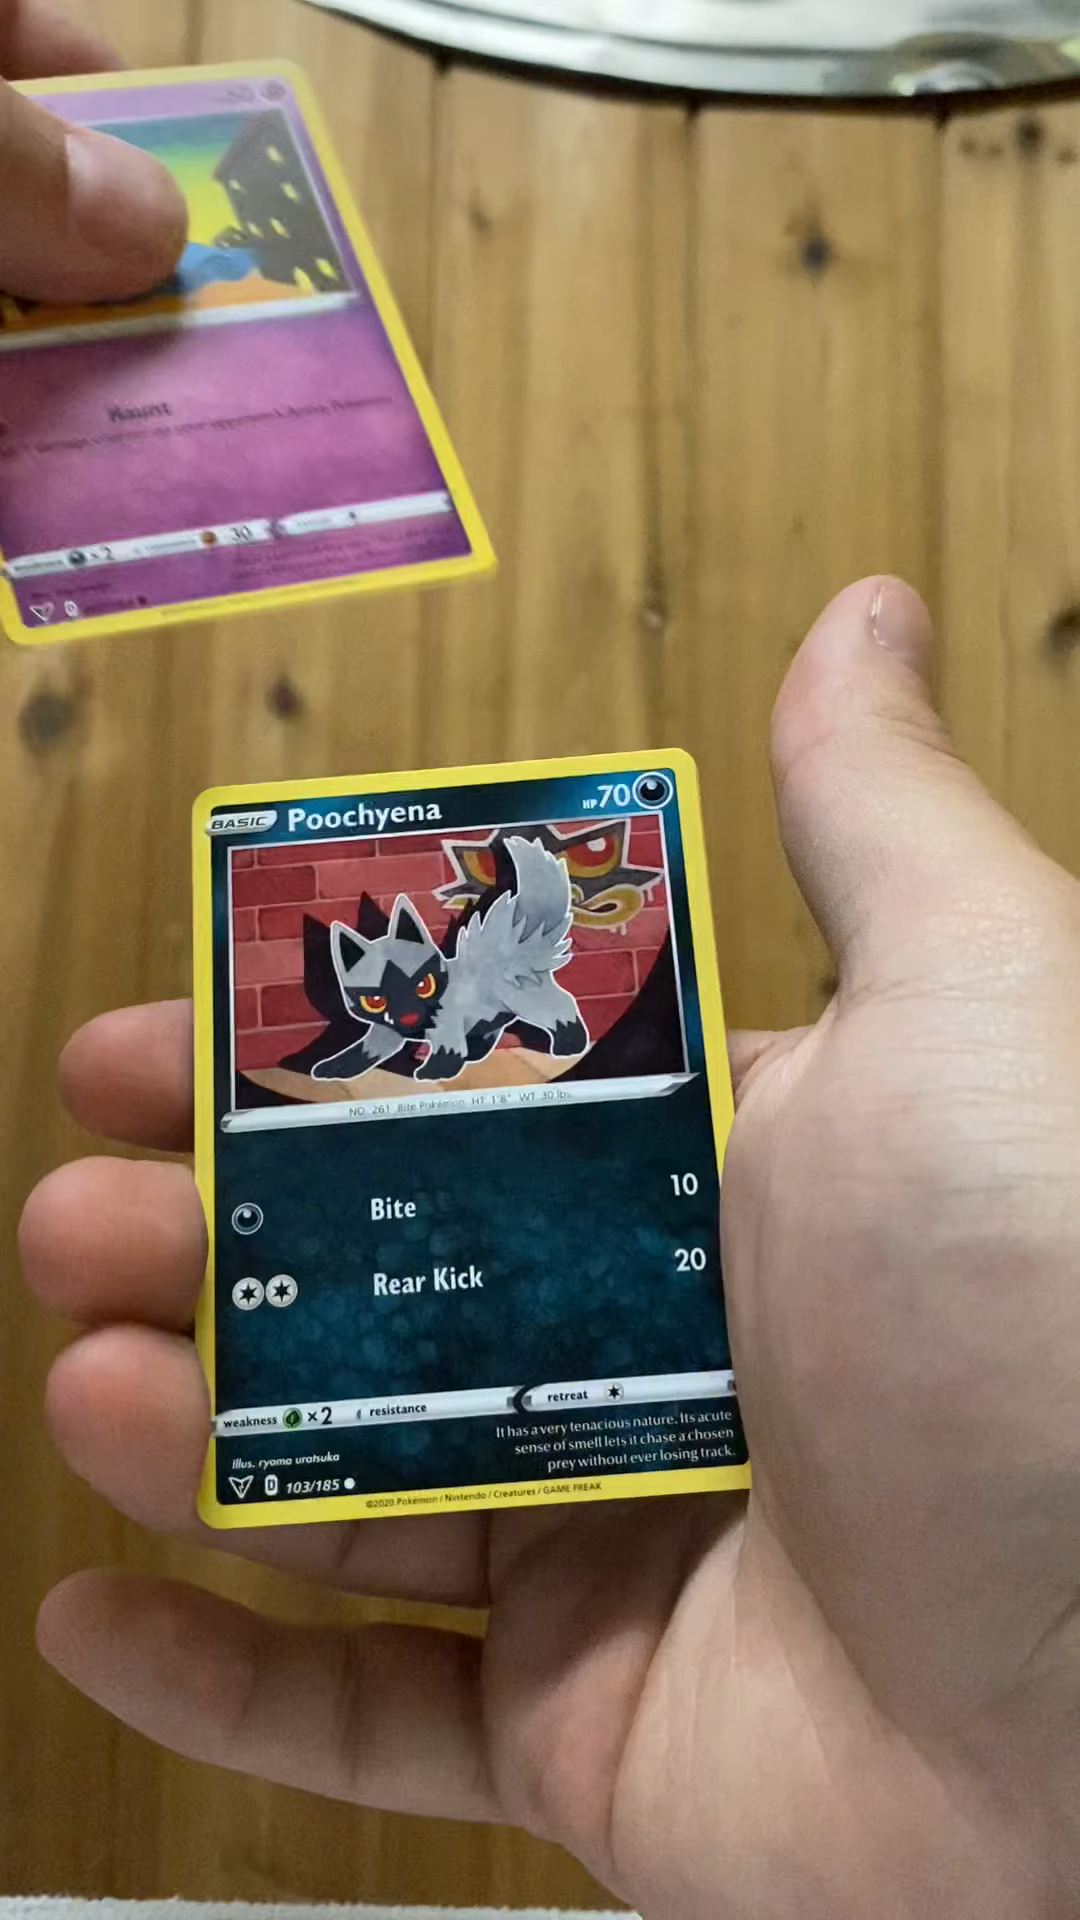 Haunt
weakness ×2 30
BASIC Poochyena HP 70
NO. 261 Bite Pokémon HT 1'8" WT 30 lbs.
Bite 10
Rear Kick 20
weakness ×2 resistance retreat
It has a very tenacious nature. Its acute
sense of smell lets it chase a chosen
prey without ever losing track.
Illus. ryoma uratsuka
D 103/185
©2020 Pokémon / Nintendo / Creatures / GAME FREAK